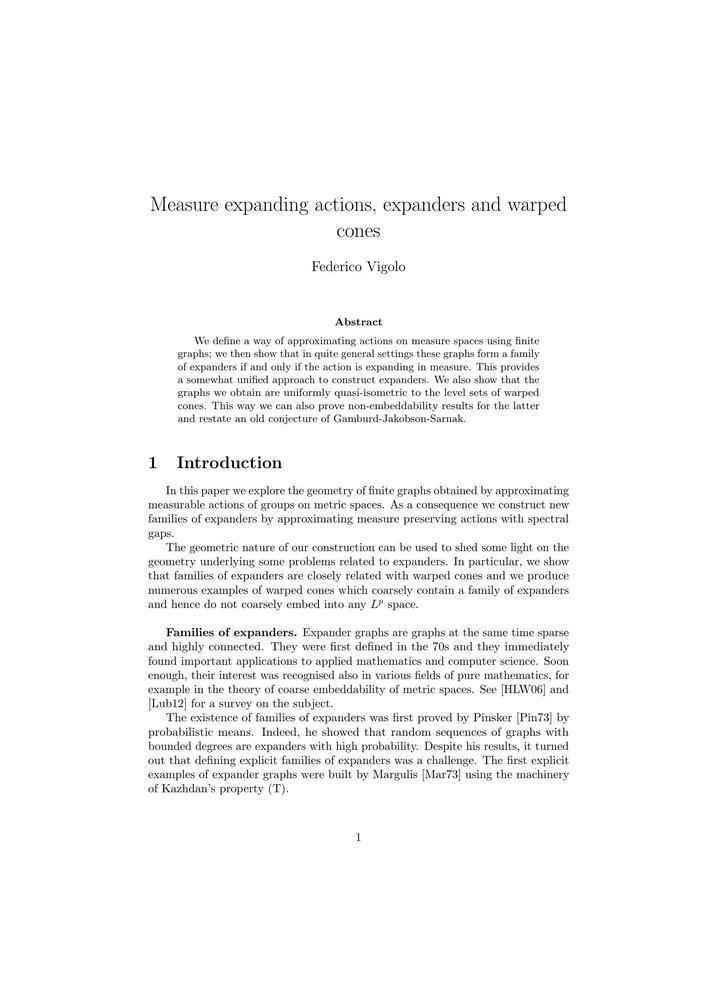 Measure expanding actions, expanders and warped
cones
Federico Vigolo
Abstract
We define a way of approximating actions on measure spaces using finite
graphs; we then show that in quite general settings these graphs form a family
of expanders if and only if the action is expanding in measure. This provides
a somewhat unified approach to construct expanders. We also show that the
graphs we obtain are uniformly quasi-isometric to the level sets of warped
cones. This way we can also prove non-embeddability results for the latter
and restate an old conjecture of Gamburd-Jakobson-Sarnak.
1 Introduction
In this paper we explore the geometry of finite graphs obtained by approximating
measurable actions of groups on metric spaces. As a consequence we construct new
families of expanders by approximating measure preserving actions with spectral
gaps.
The geometric nature of our construction can be used to shed some light on the
geometry underlying some problems related to expanders. In particular, we show
that families of expanders are closely related with warped cones and we produce
numerous examples of warped cones which coarsely contain a family of expanders
and hence do not coarsely embed into any L^p space.
Families of expanders. Expander graphs are graphs at the same time sparse
and highly connected. They were first defined in the 70s and they immediately
found important applications to applied mathematics and computer science. Soon
enough, their interest was recognised also in various fields of pure mathematics, for
example in the theory of coarse embeddability of metric spaces. See [HLW06] and
[Lub12] for a survey on the subject.
The existence of families of expanders was first proved by Pinsker [Pin73] by
probabilistic means. Indeed, he showed that random sequences of graphs with
bounded degrees are expanders with high probability. Despite his results, it turned
out that defining explicit families of expanders was a challenge. The first explicit
examples of expander graphs were built by Margulis [Mar73] using the machinery
of Kazhdan's property (T).
1